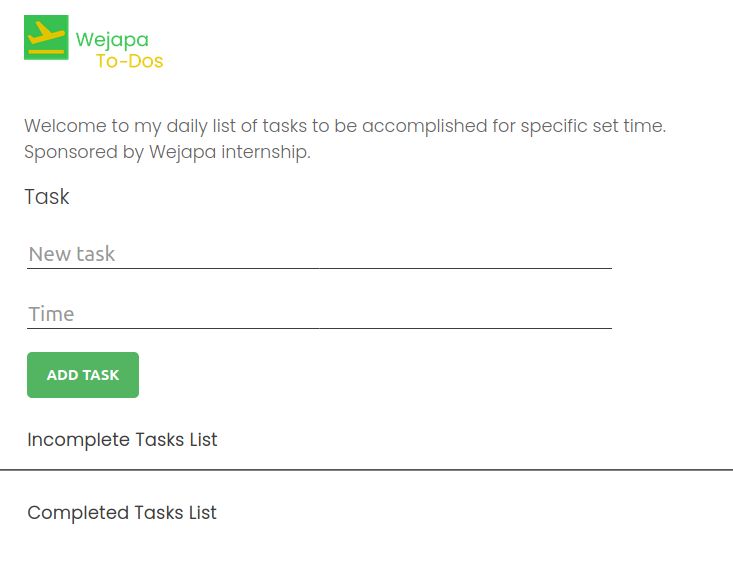 Wejapa
To-Dos
Welcome to my daily list of tasks to be accomplished for specific set time.
Sponsored by Wejapa internship.
Task
New task
Time
ADD TASK
Incomplete Tasks List
Completed Tasks List